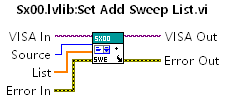 Sx00.lvlib:Set Add Sweep List.vi
VISA In
VISA Out
SX00
Source
List
SWE
Error In
Error Out